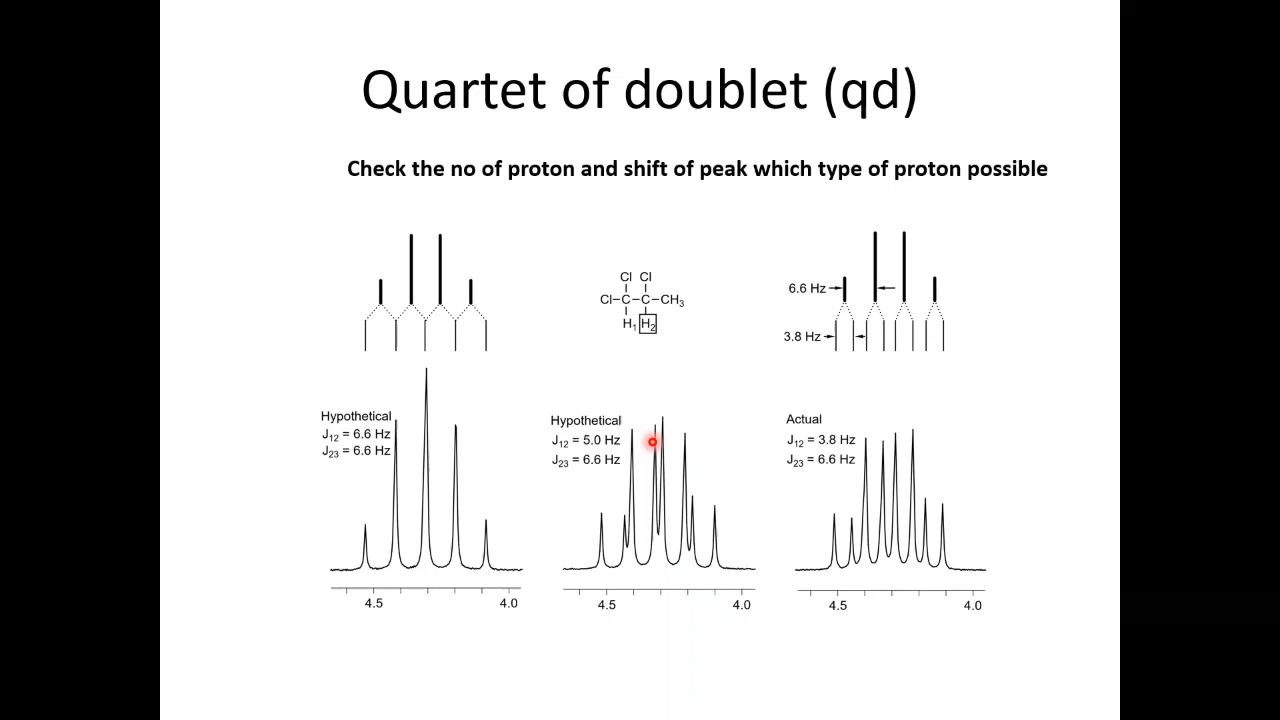 Quartet of doublet (qd)
Check the no of proton and shift of peak which type of proton possible
Cl Cl
Cl-C-C-CH₃
H₁ H₂
6.6 Hz
3.8 Hz
Hypothetical
J₁₂ = 6.6 Hz
J₂₃ = 6.6 Hz
Hypothetical
J₁₂ = 5.0 Hz
J₂₃ = 6.6 Hz
Actual
J₁₂ = 3.8 Hz
J₂₃ = 6.6 Hz
4.5 4.0
4.5 4.0
4.5 4.0